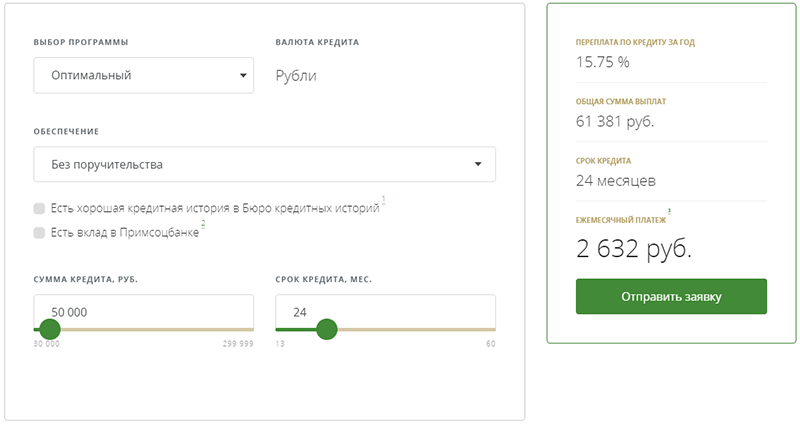 ВЫБОР ПРОГРАММЫ
ВАЛЮТА КРЕДИТА
Оптимальный
Рубли
ОБЕСПЕЧЕНИЕ
Без поручительства
Есть хорошая кредитная история в Бюро кредитных историй 1
Есть вклад в Примсоцбанке 2
СУММА КРЕДИТА, РУБ.
СРОК КРЕДИТА, МЕС.
50 000
24
30 000
299 999
13
60
ПЕРЕПЛАТА ПО КРЕДИТУ ЗА ГОД
15.75 %
ОБЩАЯ СУММА ВЫПЛАТ
61 381 руб.
СРОК КРЕДИТА
24 месяцев
ЕЖЕМЕСЯЧНЫЙ ПЛАТЕЖ 3
2 632 руб.
Отправить заявку